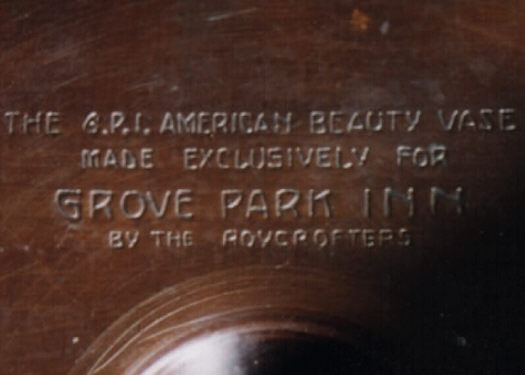 THE G.P.I. AMERICAN BEAUTY VASE
MADE EXCLUSIVELY FOR
GROVE PARK INN
BY THE ROYCROFTERS